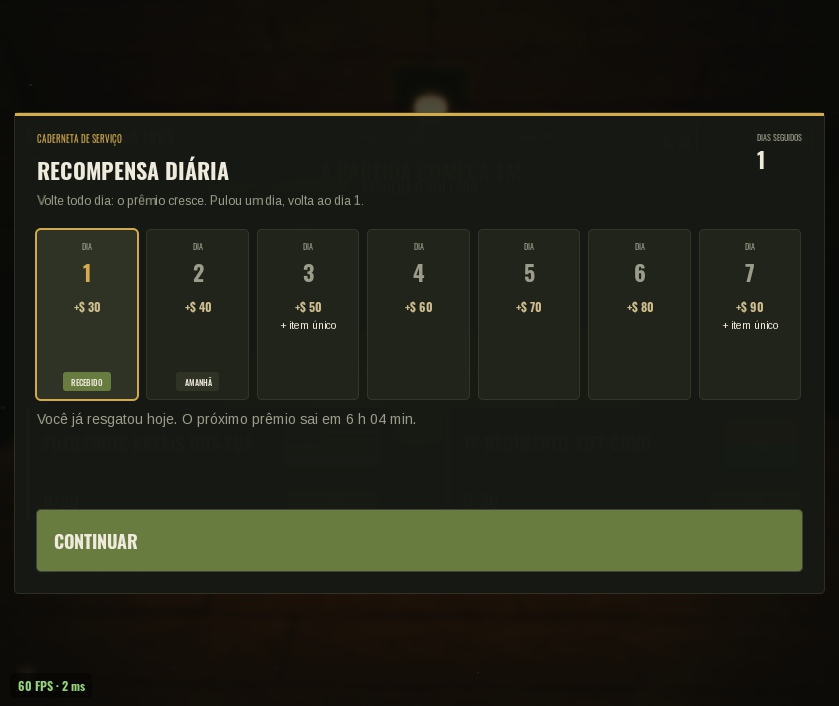 CADERNETA DE SERVIÇO
DIAS SEGUIDOS
RECOMPENSA DIÁRIA
1
Volte todo dia: o prêmio cresce. Pulou um dia, volta ao dia 1.
DIA
1
+$ 30
RECEBIDO
DIA
2
+$ 40
AMANHÃ
DIA
3
+$ 50
+ item único
DIA
4
+$ 60
DIA
5
+$ 70
DIA
6
+$ 80
DIA
7
+$ 90
+ item único
Você já resgatou hoje. O próximo prêmio sai em 6 h 04 min.
CONTINUAR
60 FPS · 2 ms